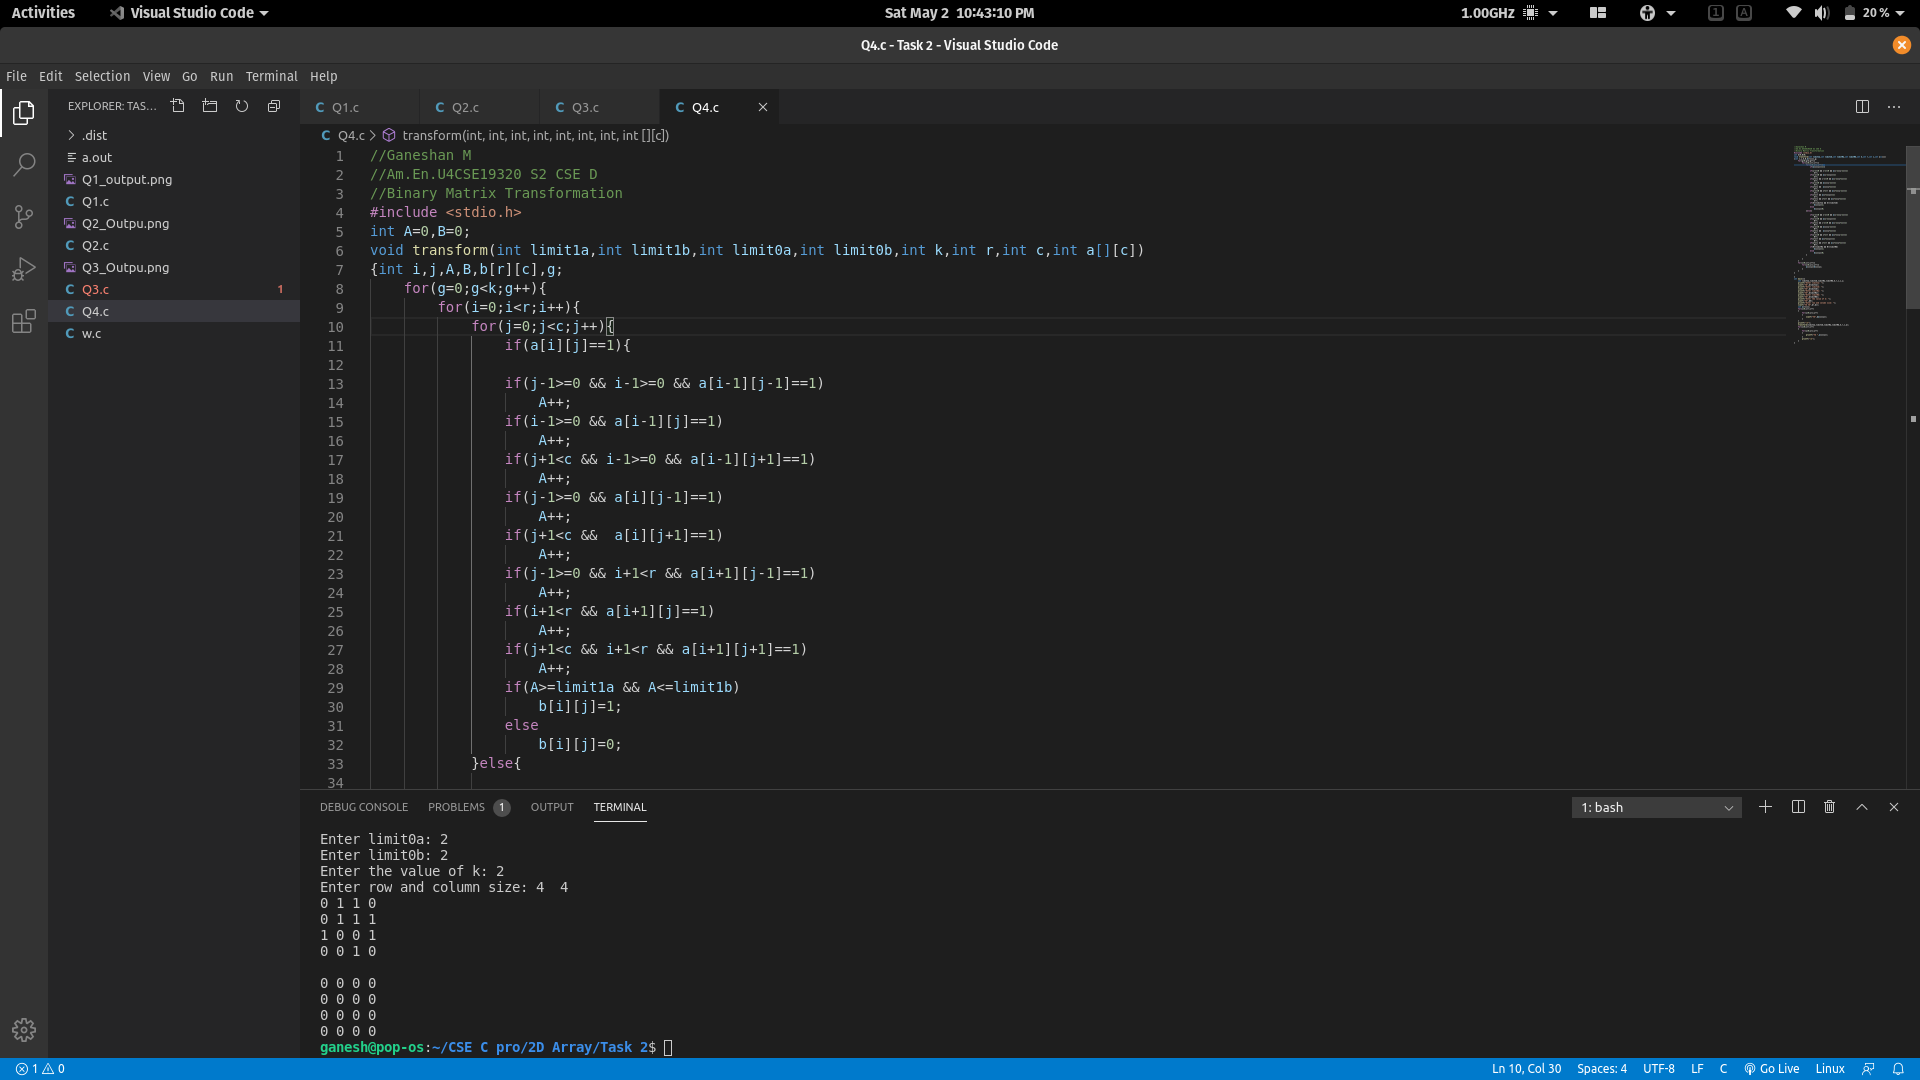 Activities
Visual Studio Code
Sat May 2 10:43:10 PM
1.00GHz
1
A
20 %
Q4.c - Task 2 - Visual Studio Code
File Edit Selection View Go Run Terminal Help
EXPLORER: TAS...
.dist
a.out
Q1_output.png
C Q1.c
Q2_Outpu.png
C Q2.c
Q3_Outpu.png
C Q3.c 1
C Q4.c
C w.c
C Q1.c
C Q2.c
C Q3.c
C Q4.c
C Q4.c > transform(int, int, int, int, int, int, int, int [][c])
1 //Ganeshan M
2 //Am.En.U4CSE19320 S2 CSE D
3 //Binary Matrix Transformation
4 #include <stdio.h>
5 int A=0,B=0;
6 void transform(int limit1a,int limit1b,int limit0a,int limit0b,int k,int r,int c,int a[][c])
7 {int i,j,A,B,b[r][c],g;
8 for(g=0;g<k;g++){
9 for(i=0;i<r;i++){
10 for(j=0;j<c;j++){
11 if(a[i][j]==1){
12
13 if(j-1>=0 && i-1>=0 && a[i-1][j-1]==1)
14 A++;
15 if(i-1>=0 && a[i-1][j]==1)
16 A++;
17 if(j+1<c && i-1>=0 && a[i-1][j+1]==1)
18 A++;
19 if(j-1>=0 && a[i][j-1]==1)
20 A++;
21 if(j+1<c &&  a[i][j+1]==1)
22 A++;
23 if(j-1>=0 && i+1<r && a[i+1][j-1]==1)
24 A++;
25 if(i+1<r && a[i+1][j]==1)
26 A++;
27 if(j+1<c && i+1<r && a[i+1][j+1]==1)
28 A++;
29 if(A>=limit1a && A<=limit1b)
30 b[i][j]=1;
31 else
32 b[i][j]=0;
33 }else{
34
DEBUG CONSOLE PROBLEMS 1 OUTPUT TERMINAL
1: bash
Enter limit0a: 2
Enter limit0b: 2
Enter the value of k: 2
Enter row and column size: 4  4
0 1 1 0
0 1 1 1
1 0 0 1
0 0 1 0
0 0 0 0
0 0 0 0
0 0 0 0
0 0 0 0
ganesh@pop-os:~/CSE C pro/2D Array/Task 2$
1 0
Ln 10, Col 30 Spaces: 4 UTF-8 LF C Go Live Linux